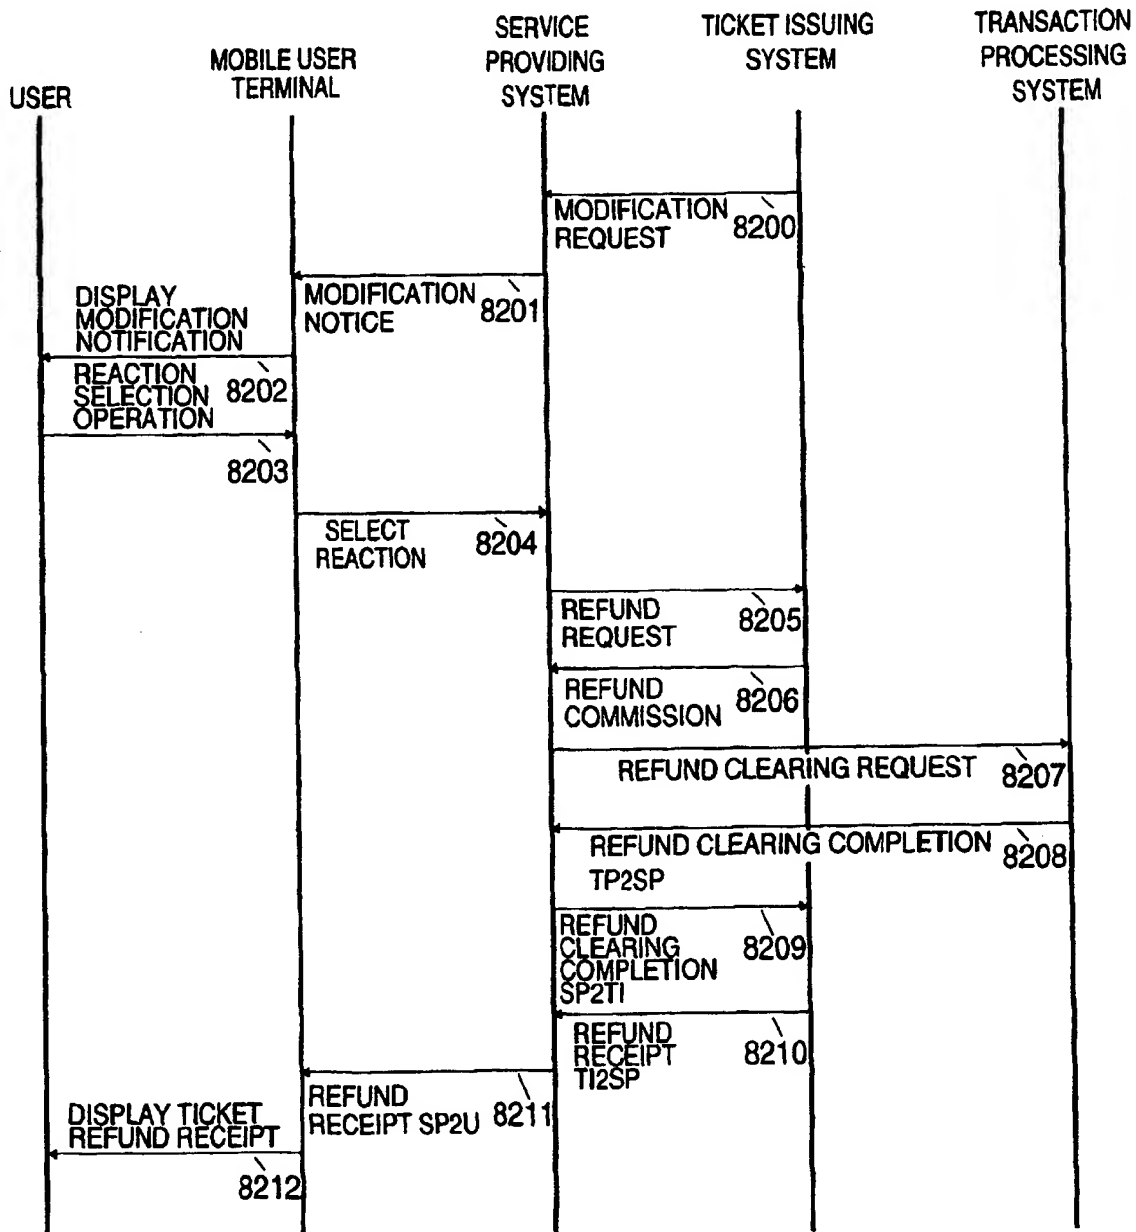 USER
MOBILE USER
TERMINAL
SERVICE
PROVIDING
SYSTEM
TICKET ISSUING
SYSTEM
TRANSACTION
PROCESSING
SYSTEM
MODIFICATION
REQUEST
8200
MODIFICATION
NOTICE
8201
DISPLAY
MODIFICATION
NOTIFICATION
8202
REACTION
SELECTION
OPERATION
8203
SELECT
REACTION
8204
REFUND
REQUEST
8205
REFUND
COMMISSION
8206
REFUND CLEARING REQUEST
8207
REFUND CLEARING COMPLETION
TP2SP
8208
REFUND
CLEARING
COMPLETION
SP2TI
8209
REFUND
RECEIPT
TI2SP
8210
REFUND
RECEIPT SP2U
8211
DISPLAY TICKET
REFUND RECEIPT
8212